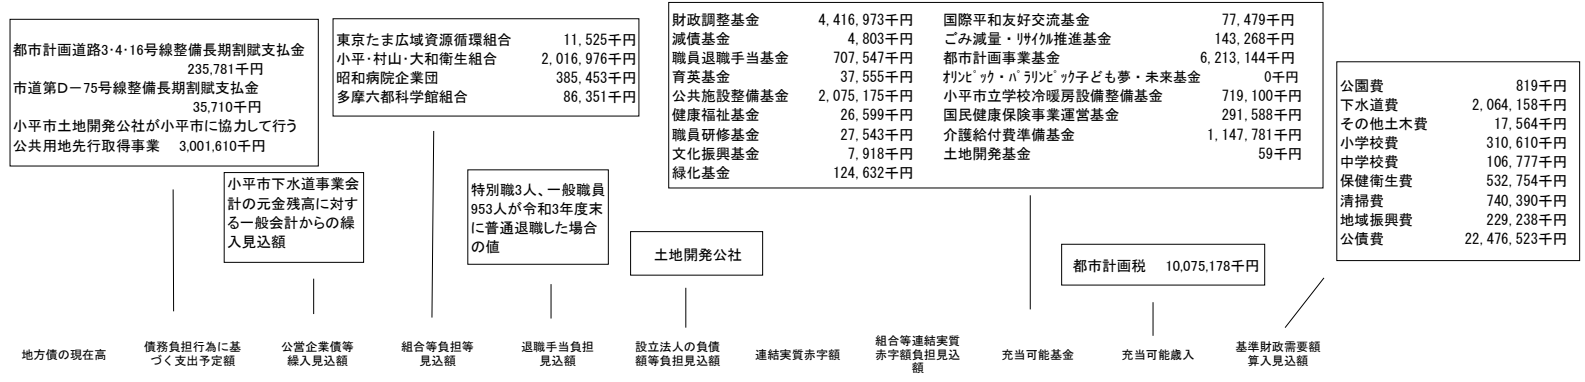 都市計画道路3・4・16号線整備長期割賦支払金
235,781千円
市道第D－75号線整備長期割賦支払金
35,710千円
小平市土地開発公社が小平市に協力して行う
公共用地先行取得事業 3,001,610千円
小平市下水道事業会
計の元金残高に対す
る一般会計からの繰
入見込額
東京たま広域資源循環組合 11,525千円
小平・村山・大和衛生組合 2,016,976千円
昭和病院企業団 385,453千円
多摩六都科学館組合 86,351千円
特別職3人、一般職員
953人が令和3年度末
に普通退職した場合
の値
土地開発公社
財政調整基金 4,416,973千円 国際平和友好交流基金 77,479千円
減債基金 4,803千円 ごみ減量・ﾘｻｲｸﾙ推進基金 143,268千円
職員退職手当基金 707,547千円 都市計画事業基金 6,213,144千円
育英基金 37,555千円 ｵﾘﾝﾋﾟｯｸ・ﾊﾟﾗﾘﾝﾋﾟｯｸ子ども夢・未来基金 0千円
公共施設整備基金 2,075,175千円 小平市立学校冷暖房設備整備基金 719,100千円
健康福祉基金 26,599千円 国民健康保険事業運営基金 291,588千円
職員研修基金 27,543千円 介護給付費準備基金 1,147,781千円
文化振興基金 7,918千円 土地開発基金 59千円
緑化基金 124,632千円
都市計画税 10,075,178千円
公園費 819千円
下水道費 2,064,158千円
その他土木費 17,564千円
小学校費 310,610千円
中学校費 106,777千円
保健衛生費 532,754千円
清掃費 740,390千円
地域振興費 229,238千円
公債費 22,476,523千円
地方債の現在高
債務負担行為に基
づく支出予定額
公営企業債等
繰入見込額
組合等負担等
見込額
退職手当負担
見込額
設立法人の負債
額等負担見込額
連結実質赤字額
組合等連結実質
赤字額負担見込
額
充当可能基金
充当可能歳入
基準財政需要額
算入見込額